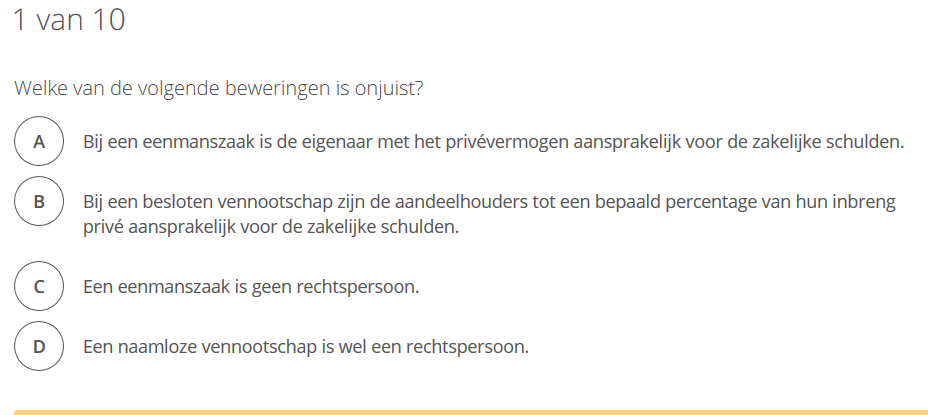 1 van 10
Welke van de volgende beweringen is onjuist?
A Bij een eenmanszaak is de eigenaar met het privévermogen aansprakelijk voor de zakelijke schulden.
B Bij een besloten vennootschap zijn de aandeelhouders tot een bepaald percentage van hun inbreng
privé aansprakelijk voor de zakelijke schulden.
C Een eenmanszaak is geen rechtspersoon.
D Een naamloze vennootschap is wel een rechtspersoon.